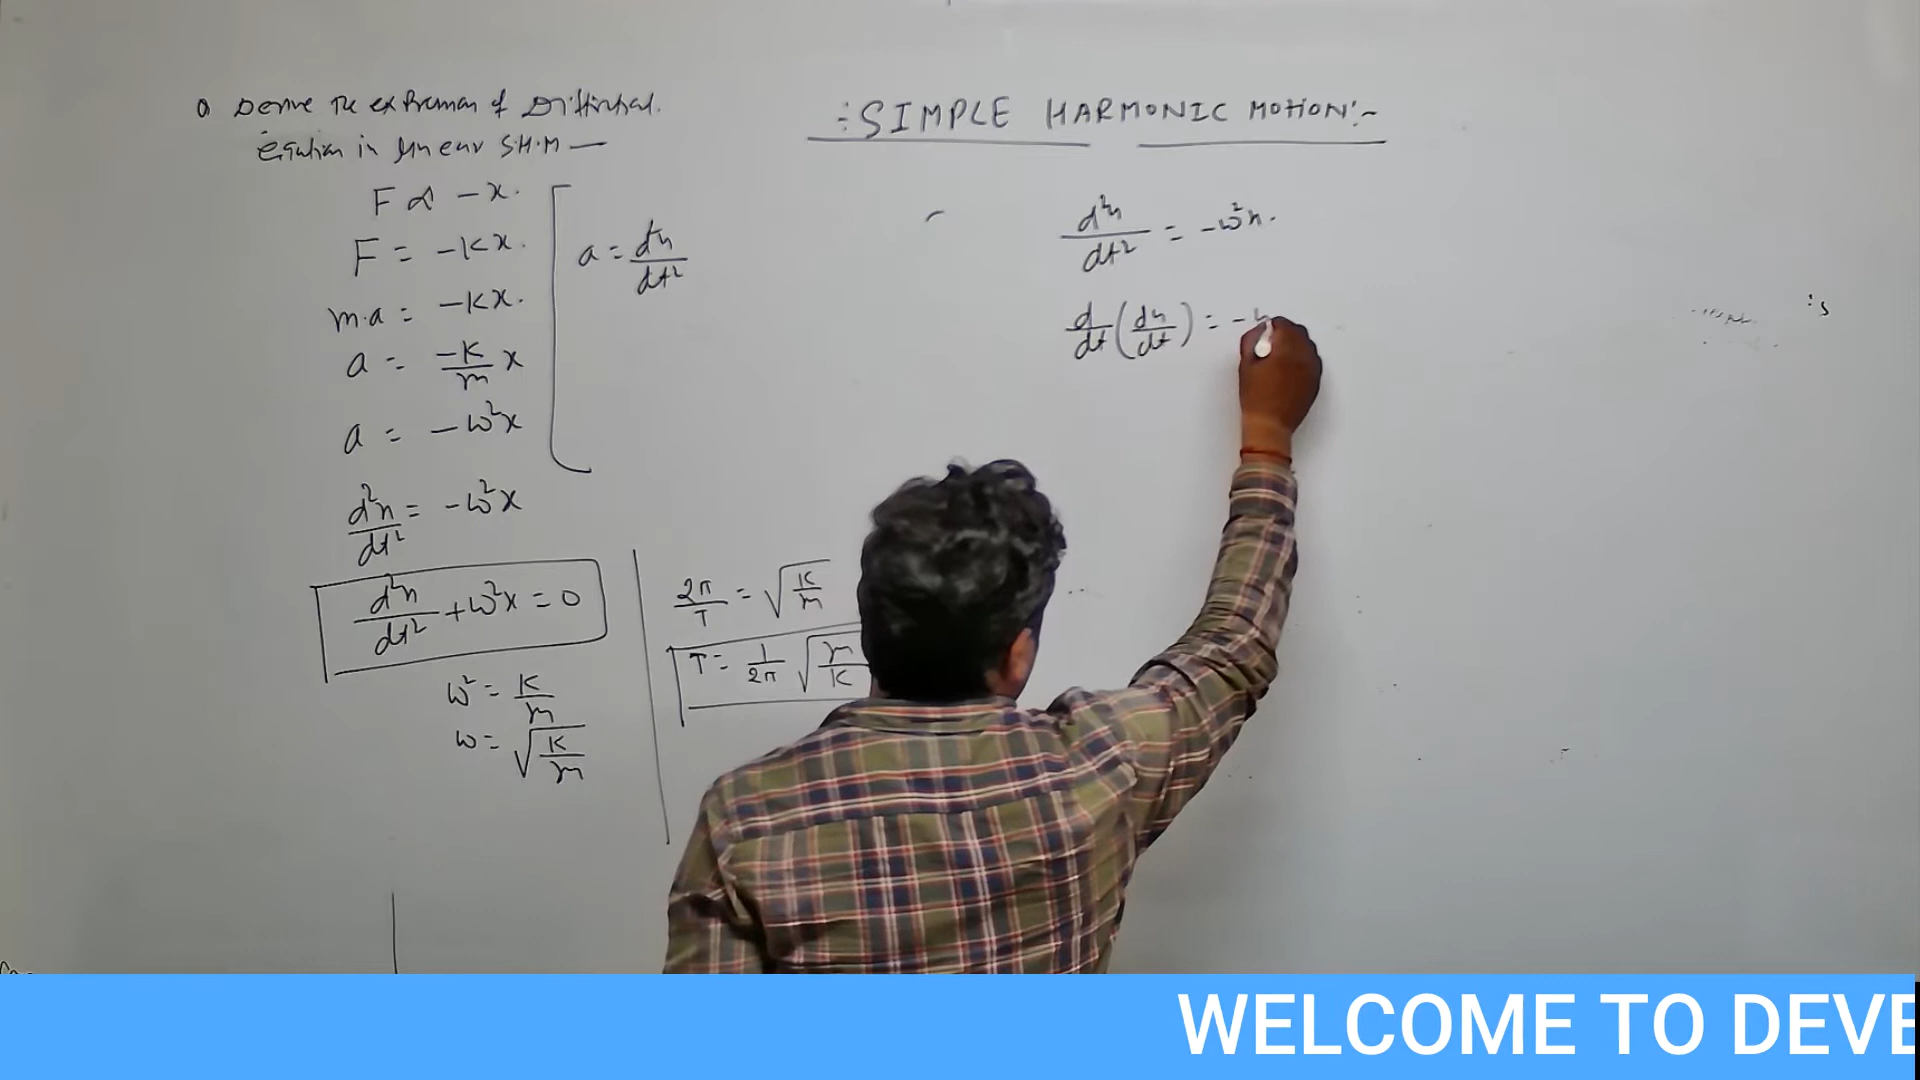 Q Derive the expression of Differential.
equation in linear S.H.M —
F ∝ -x.
F = -kx.
m.a = -kx.
a = -k/m x
a = -ω²x
d²x/dt² = -ω²x
d²x/dt² + ω²x = 0
ω² = k/m
ω = √(k/m)
a = d²x/dt²
2π/T = √(k/m)
T = 1/2π √(m/k)
:SIMPLE HARMONIC MOTION:-
d²x/dt² = -ω²x.
d/dt (dx/dt) = -
WELCOME TO DEVE